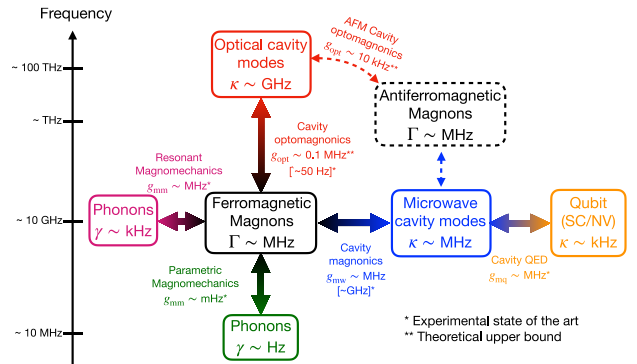 Frequency
~ 100 THz
~ THz
~ 10 GHz
~ 10 MHz
Optical cavity
modes
κ ~ GHz
AFM Cavity
optomagnonics
g_opt ~ 10 kHz**
Antiferromagnetic
Magnons
Γ ~ MHz
Cavity
optomagnonics
g_opt ~ 0.1 MHz**
[~50 Hz]*
Resonant
Magnomechanics
g_mm ~ MHz*
Phonons
γ ~ kHz
Ferromagnetic
Magnons
Γ ~ MHz
Microwave
cavity modes
κ ~ MHz
Qubit
(SC/NV)
κ ~ kHz
Cavity
magnonics
g_mw ~ MHz
[~GHz]*
Cavity QED
g_mq ~ MHz*
Parametric
Magnomechanics
g_mm ~ mHz*
Phonons
γ ~ Hz
* Experimental state of the art
** Theoretical upper bound